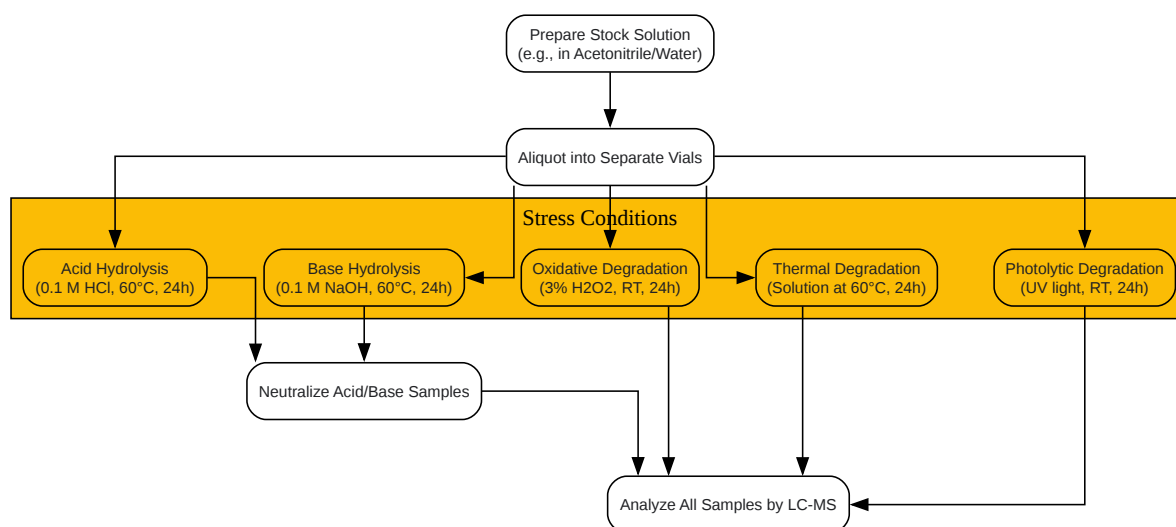 Prepare Stock Solution
(e.g., in Acetonitrile/Water)
Aliquot into Separate Vials
Stress Conditions
Acid Hydrolysis
(0.1 M HCl, 60°C, 24h)
Base Hydrolysis
(0.1 M NaOH, 60°C, 24h)
Oxidative Degradation
(3% H2O2, RT, 24h)
Thermal Degradation
(Solution at 60°C, 24h)
Photolytic Degradation
(UV light, RT, 24h)
Neutralize Acid/Base Samples
Analyze All Samples by LC-MS